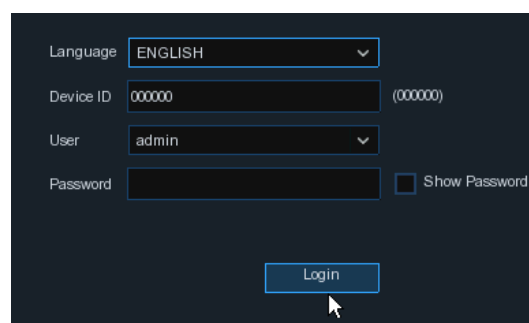 Language ENGLISH
Device ID 000000 (000000)
User admin
Password Show Password
Login